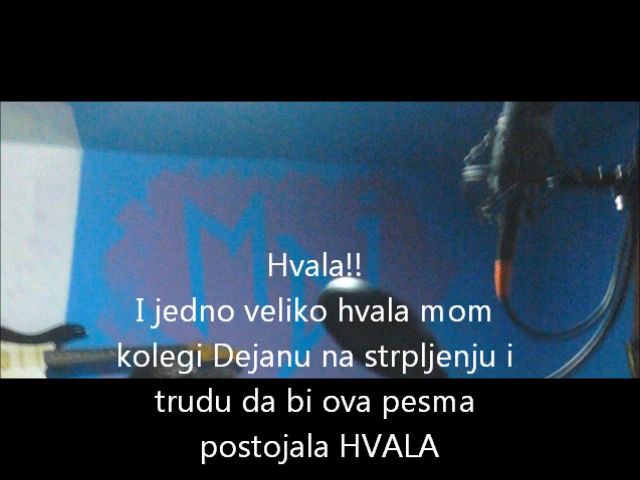 Hvala!!
I jedno veliko hvala mom
kolegi Dejanu na strpljenju i
trudu da bi ova pesma
postojala HVALA